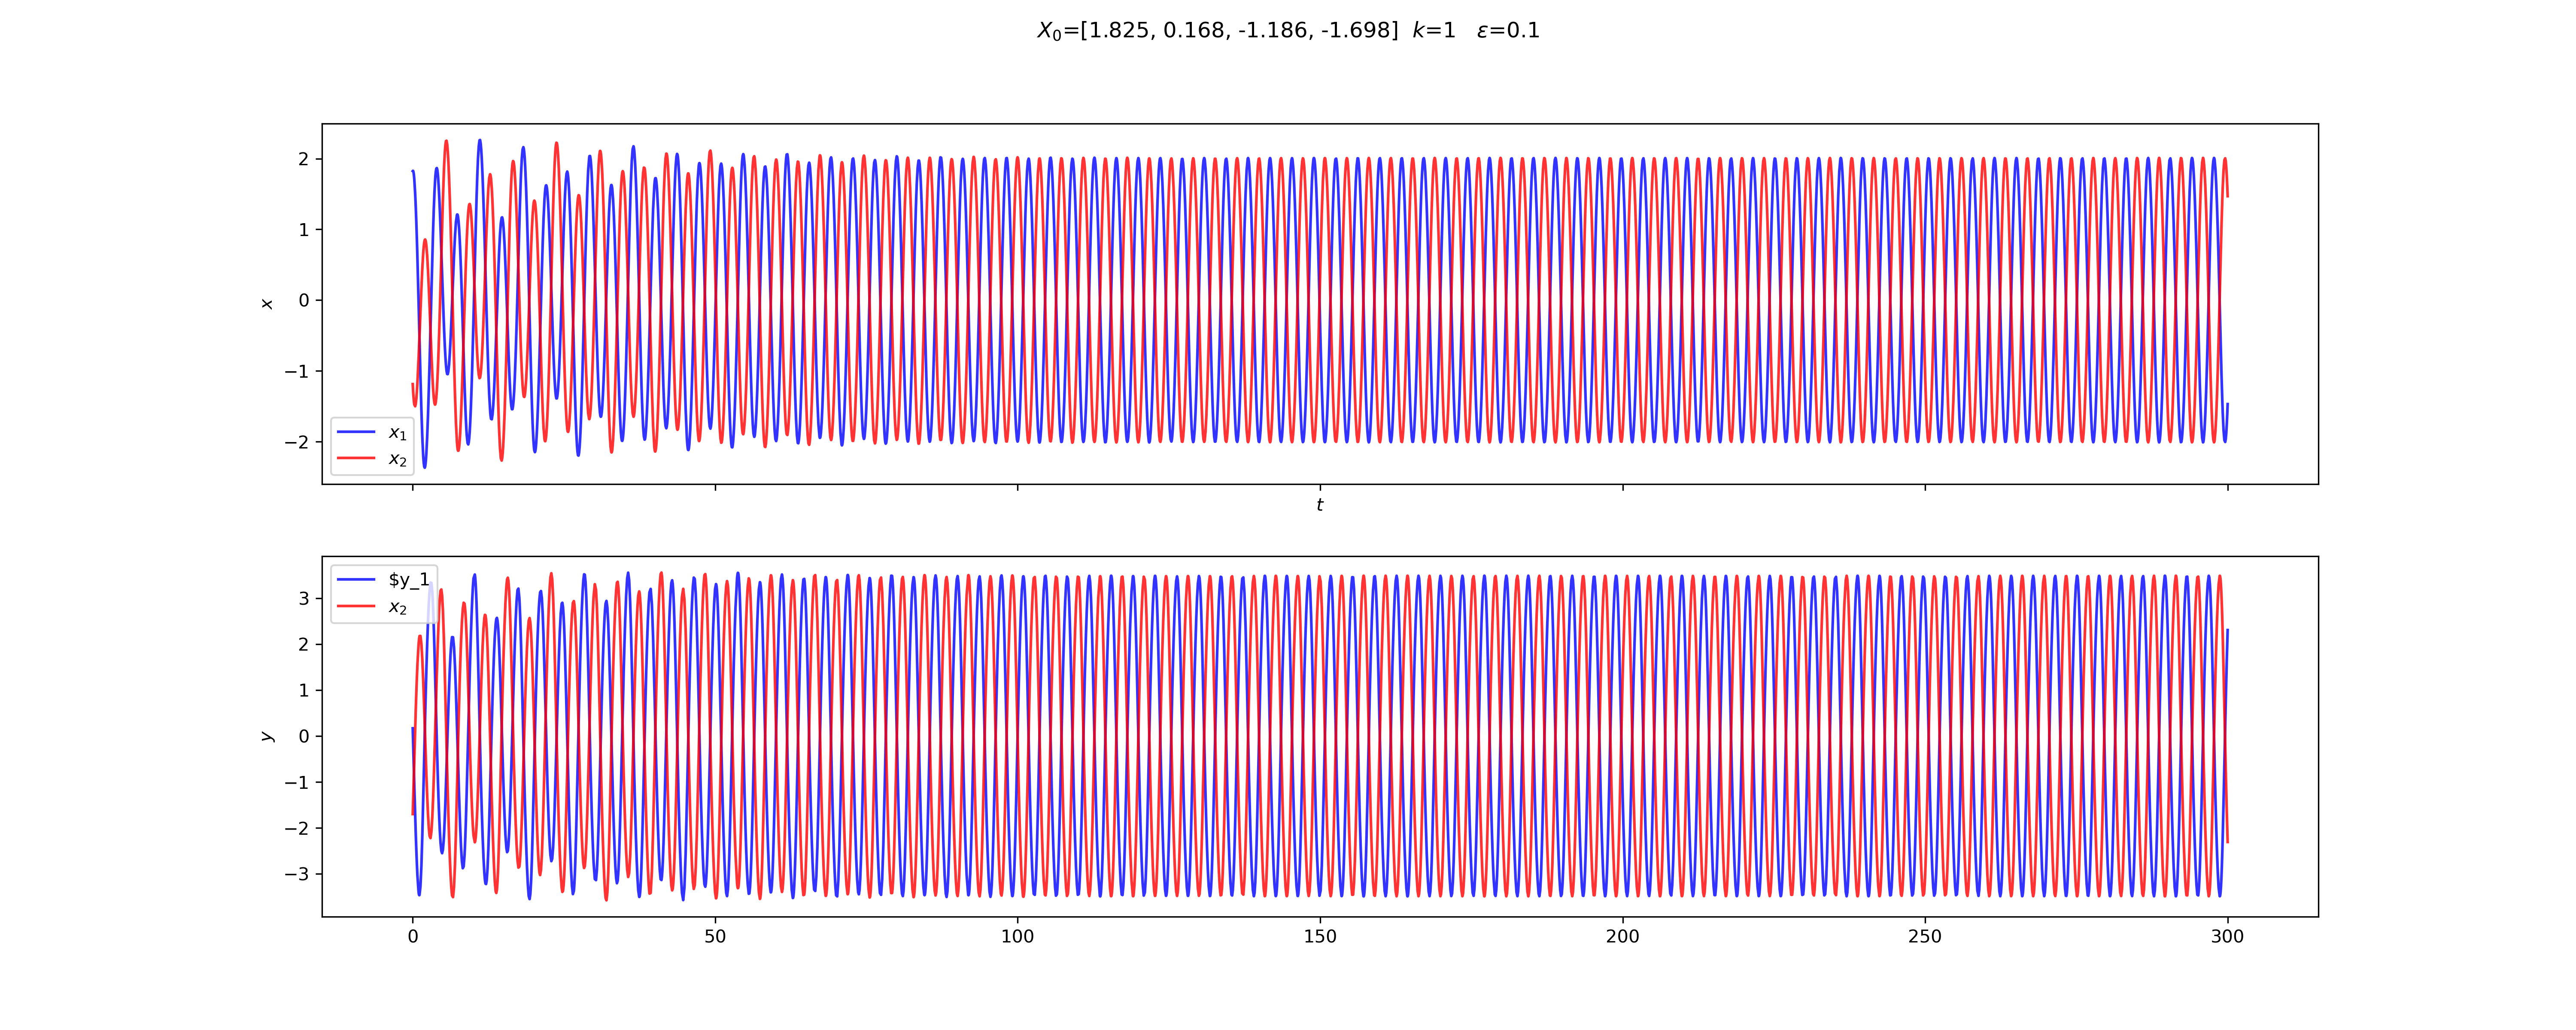 X₀=[1.825, 0.168, -1.186, -1.698] k=1 ε=0.1
2
1
0
−1
−2
x
x₁
x₂
t
3
2
1
0
−1
−2
−3
y
$y_1
x₂
0 50 100 150 200 250 300